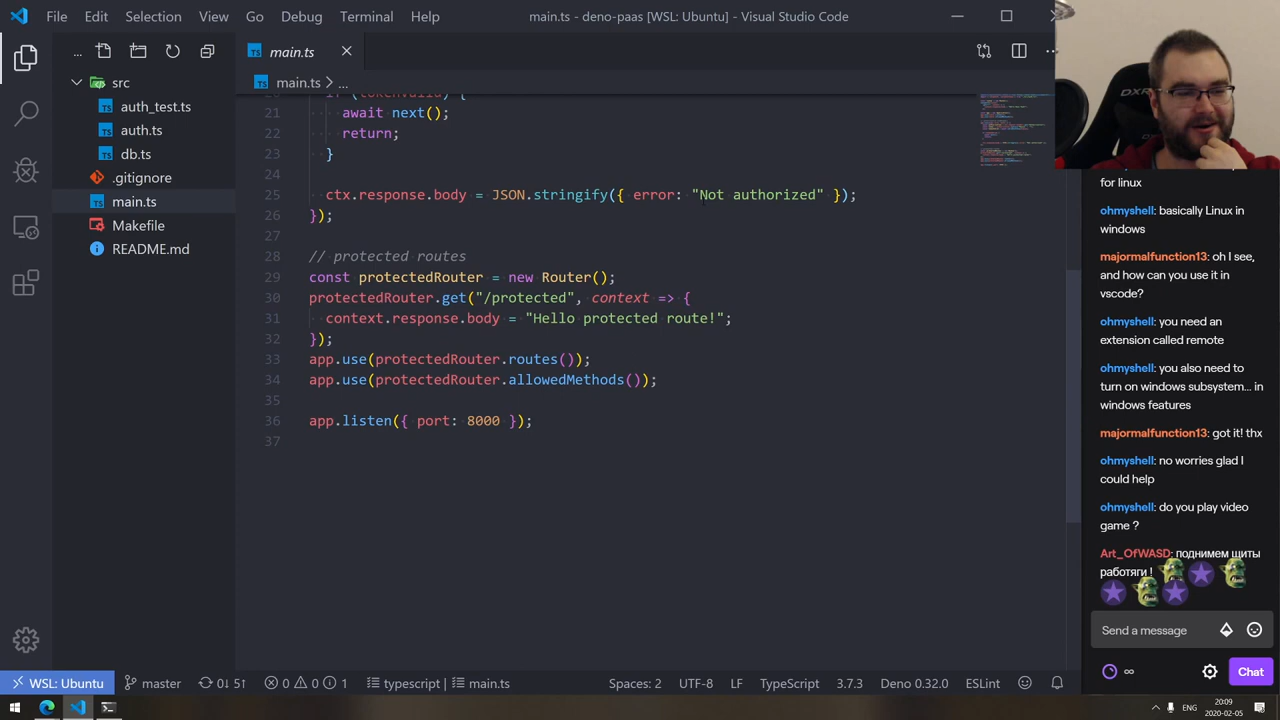 File Edit Selection View Go Debug Terminal Help
main.ts - deno-paas [WSL: Ubuntu] - Visual Studio Code
...
src
auth_test.ts
auth.ts
db.ts
.gitignore
main.ts
Makefile
README.md
main.ts
main.ts > ...
21 await next();
22 return;
23 }
24
25 ctx.response.body = JSON.stringify({ error: "Not authorized" });
26 });
27
28 // protected routes
29 const protectedRouter = new Router();
30 protectedRouter.get("/protected", context => {
31 context.response.body = "Hello protected route!";
32 });
33 app.use(protectedRouter.routes());
34 app.use(protectedRouter.allowedMethods());
35
36 app.listen({ port: 8000 });
37
DXR
for linux
ohmyshell: basically Linux in
windows
majormalfunction13: oh I see,
and how can you use it in
vscode?
ohmyshell: you need an
extension called remote
ohmyshell: you also need to
turn on windows subsystem... in
windows features
majormalfunction13: got it! thx
ohmyshell: no worries glad I
could help
ohmyshell: do you play video
game ?
Art_OfWASD: поднимем щиты
работяги !
Send a message
∞
Chat
WSL: Ubuntu master 0↓ 5↑ 0 0 1 typescript | main.ts Spaces: 2 UTF-8 LF TypeScript 3.7.3 Deno 0.32.0 ESLint
ENG
20:09
2020-02-05